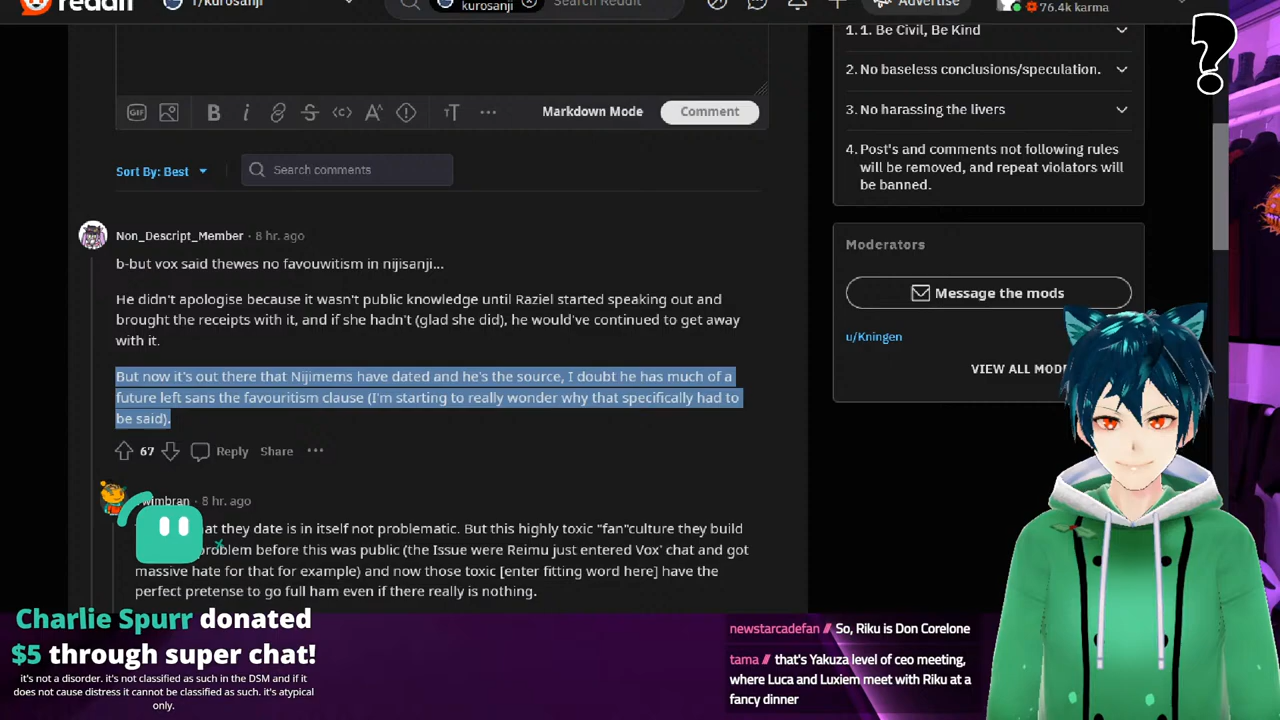 reddit
r/kurosanji
kurosanji
Search Reddit
Advertise
76.4k karma
1. 1. Be Civil, Be Kind
2. No baseless conclusions/speculation.
3. No harassing the livers
4. Post's and comments not following rules
will be removed, and repeat violators will
be banned.
GIF
B
i
Markdown Mode
Comment
Sort By: Best
Search comments
Moderators
Message the mods
u/Kningen
VIEW ALL MOD
Non_Descript_Member · 8 hr. ago
b-but vox said thewes no favouwitism in nijisanji...
He didn't apologise because it wasn't public knowledge until Raziel started speaking out and
brought the receipts with it, and if she hadn't (glad she did), he would've continued to get away
with it.
But now it's out there that Nijimems have dated and he's the source, I doubt he has much of a
future left sans the favouritism clause (I'm starting to really wonder why that specifically had to
be said).
67
Reply
Share
wimbran · 8 hr. ago
at they date is in itself not problematic. But this highly toxic "fan"culture they build
roblem before this was public (the Issue were Reimu just entered Vox' chat and got
massive hate for that for example) and now those toxic [enter fitting word here] have the
perfect pretense to go full ham even if there really is nothing.
Charlie Spurr donated
$5 through super chat!
it's not a disorder. it's not classified as such in the DSM and if it
does not cause distress it cannot be classified as such. it's atypical
only.
newstarcadefan // So, Riku is Don Corelone
tama // that's Yakuza level of ceo meeting,
where Luca and Luxiem meet with Riku at a
fancy dinner